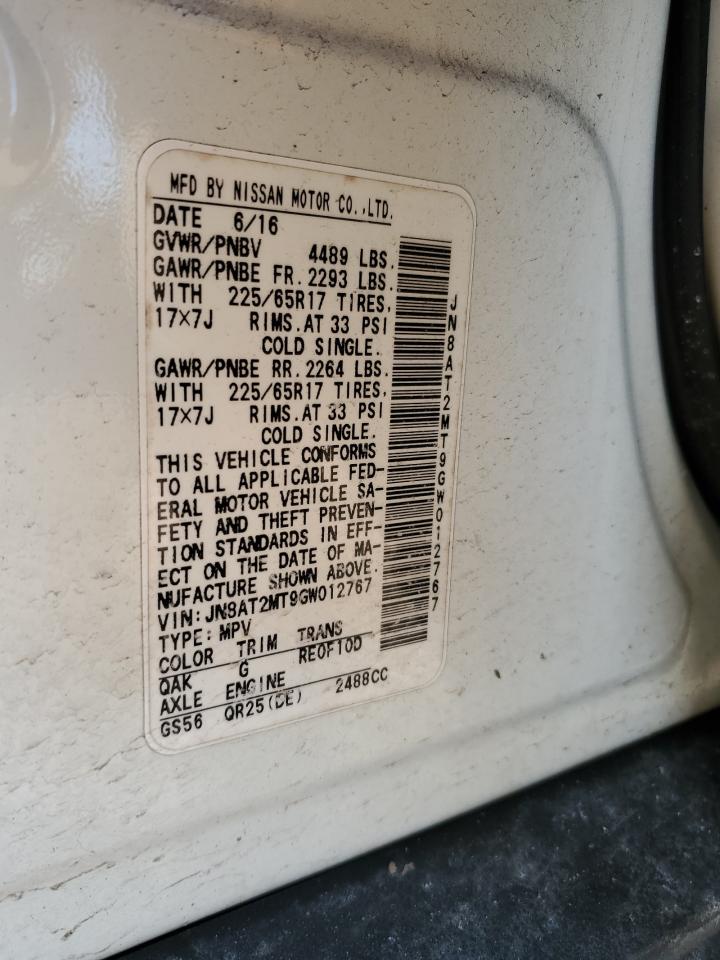 MFD BY NISSAN MOTOR CO.,LTD.
DATE 6/16
GVWR/PNBV 4489 LBS.
GAWR/PNBE FR. 2293 LBS.
WITH 225/65R17 TIRES,
17×7J RIMS. AT 33 PSI
COLD SINGLE.
GAWR/PNBE RR. 2264 LBS.
WITH 225/65R17 TIRES,
17×7J RIMS. AT 33 PSI
COLD SINGLE.
THIS VEHICLE CONFORMS
TO ALL APPLICABLE FED-
ERAL MOTOR VEHICLE SA-
FETY AND THEFT PREVEN-
TION STANDARDS IN EFF-
ECT ON THE DATE OF MA-
NUFACTURE SHOWN ABOVE.
VIN: JN8AT2MT9GW012767
TYPE: MPV
COLOR TRIM TRANS
QAK G RE0F10D
AXLE ENGINE
GS56 QR25(DE) 2488CC
JN8AT2MT9GW012767